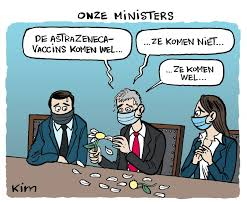 ONZE MINISTERS
DE ASTRAZENECA-
VACCINS KOMEN WEL...
...ZE KOMEN NIET...
...ZE KOMEN
WEL...
Kim